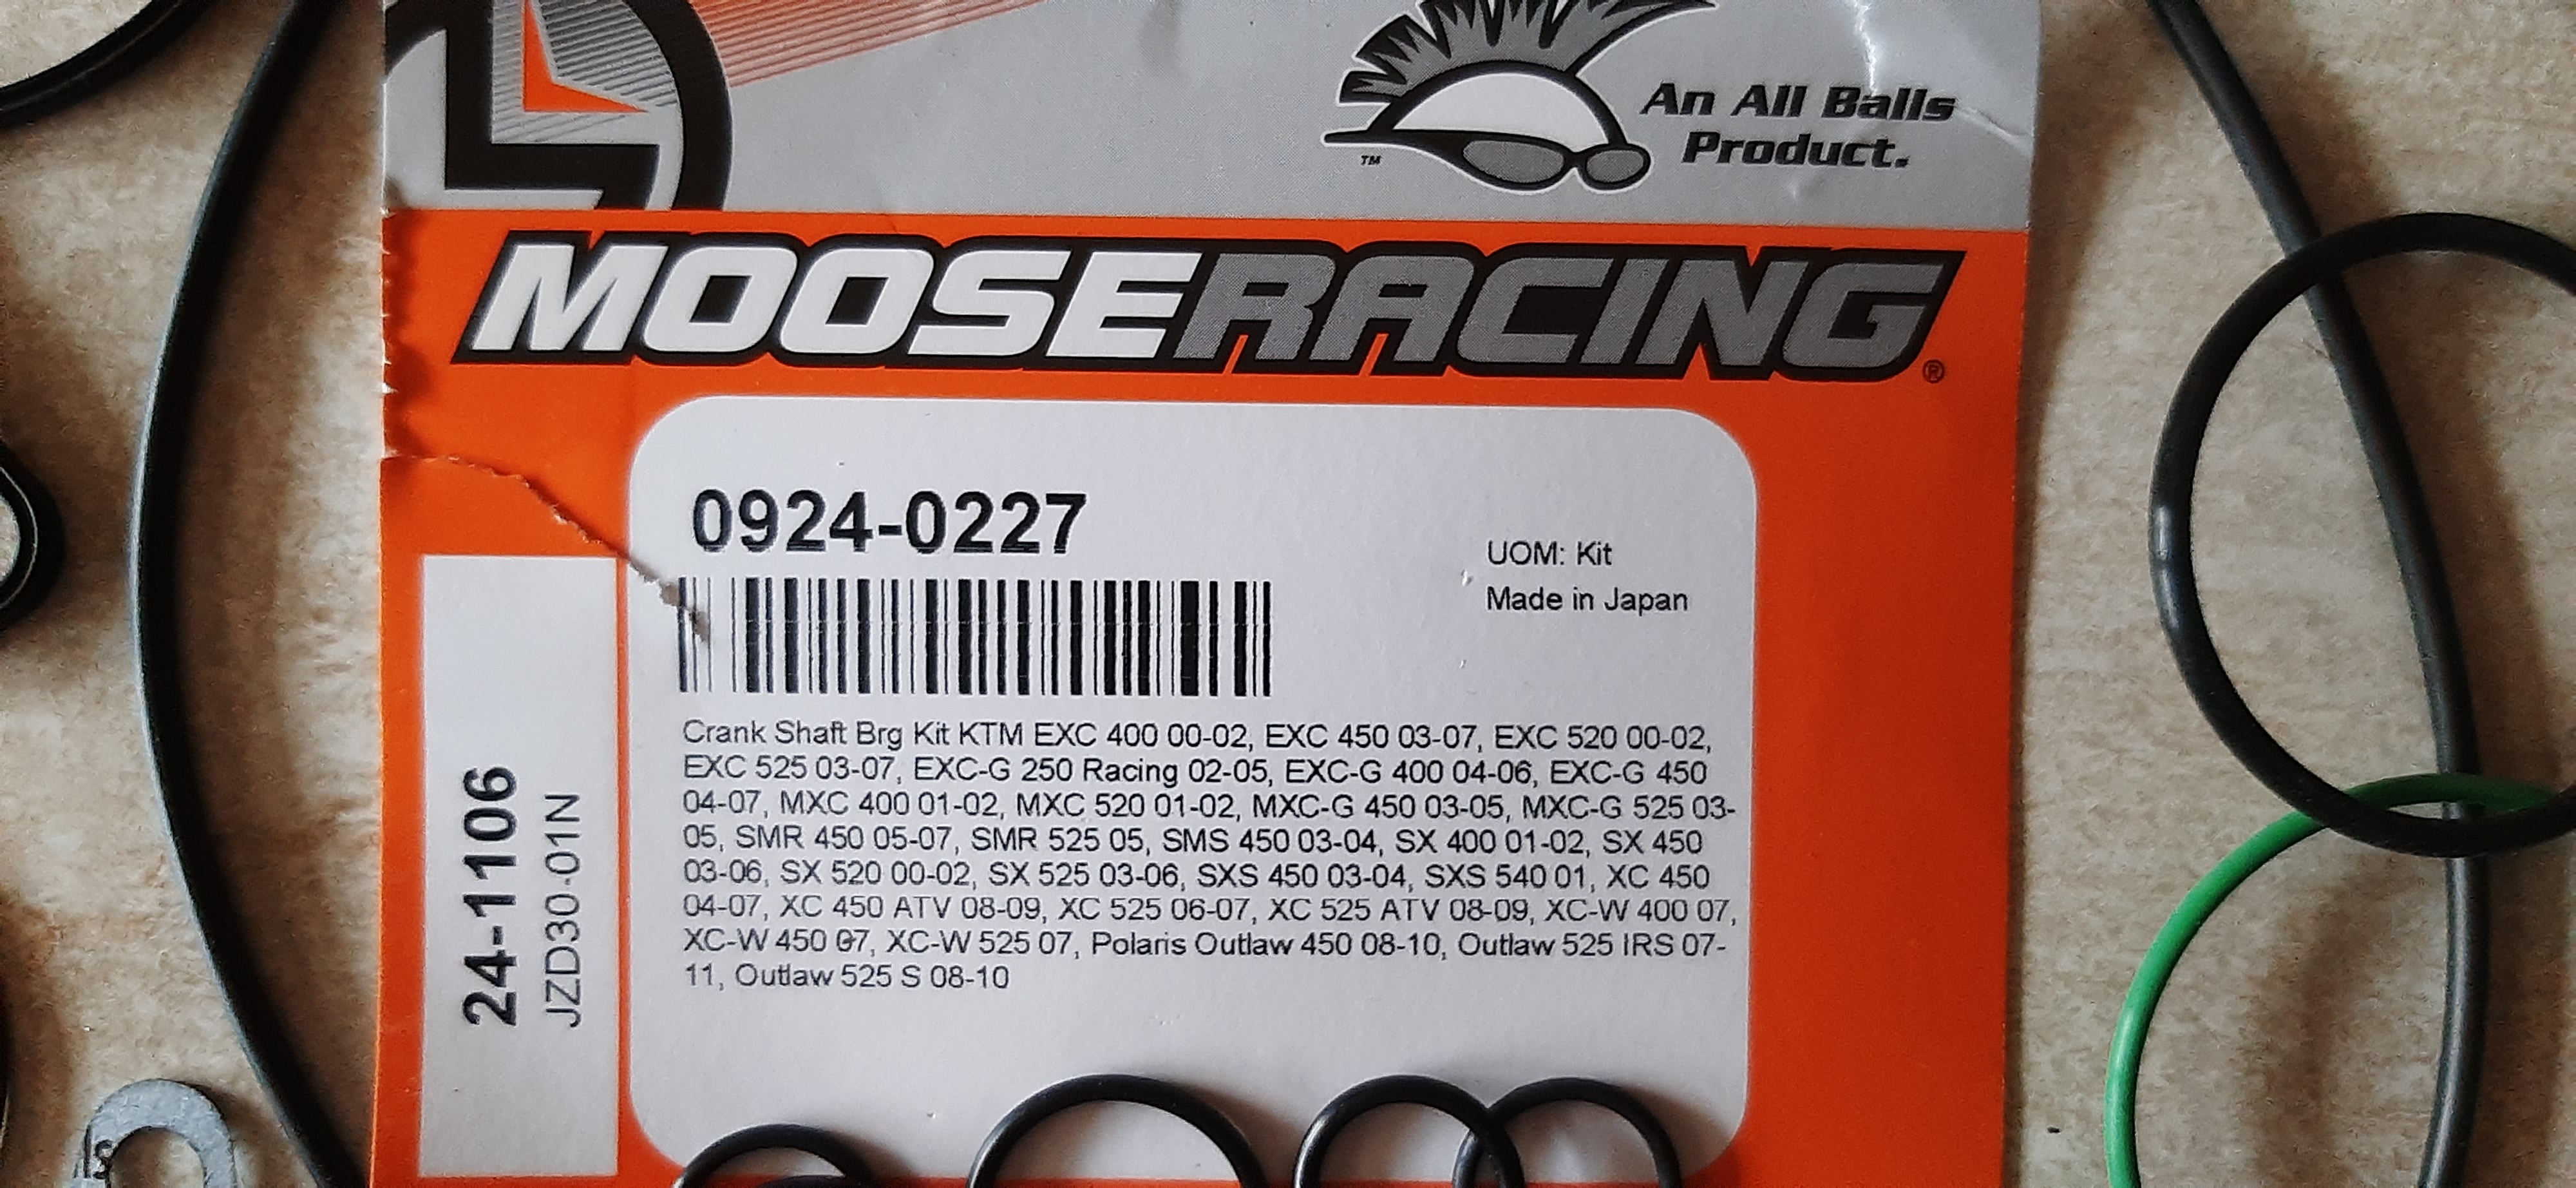 An All Balls
Product.
TM
MOOSE RACING
®
0924-0227
UOM: Kit
Made in Japan
Crank Shaft Brg Kit KTM EXC 400 00-02, EXC 450 03-07, EXC 520 00-02,
EXC 525 03-07, EXC-G 250 Racing 02-05, EXC-G 400 04-06, EXC-G 450
04-07, MXC 400 01-02, MXC 520 01-02, MXC-G 450 03-05, MXC-G 525 03-
05, SMR 450 05-07, SMR 525 05, SMS 450 03-04, SX 400 01-02, SX 450
03-06, SX 520 00-02, SX 525 03-06, SXS 450 03-04, SXS 540 01, XC 450
04-07, XC 450 ATV 08-09, XC 525 06-07, XC 525 ATV 08-09, XC-W 400 07,
XC-W 450 07, XC-W 525 07, Polaris Outlaw 450 08-10, Outlaw 525 IRS 07-
11, Outlaw 525 S 08-10
24-1106
JZD30-01N